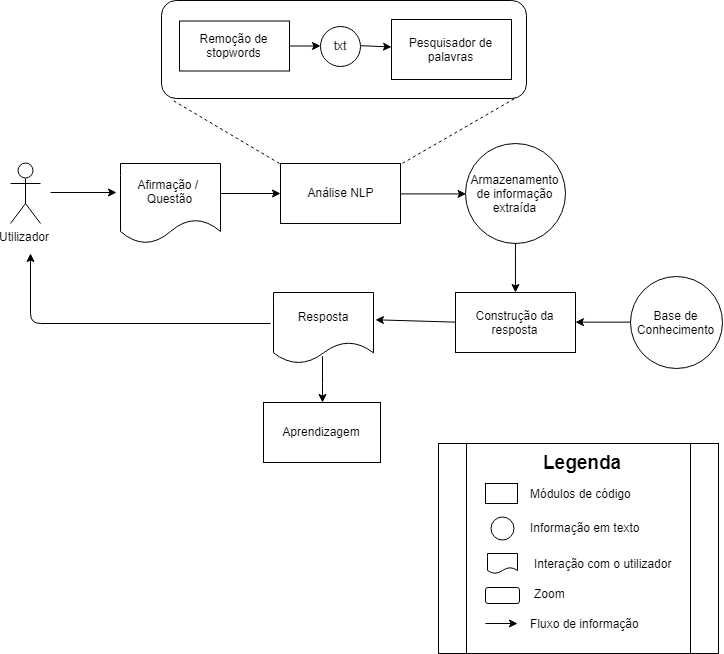 Remoção de
stopwords
txt
Pesquisador de
palavras
Utilizador
Afirmação /
Questão
Análise NLP
Armazenamento
de informação
extraída
Resposta
Construção da
resposta
Base de
Conhecimento
Aprendizagem
Legenda
Módulos de código
Informação em texto
Interação com o utilizador
Zoom
Fluxo de informação